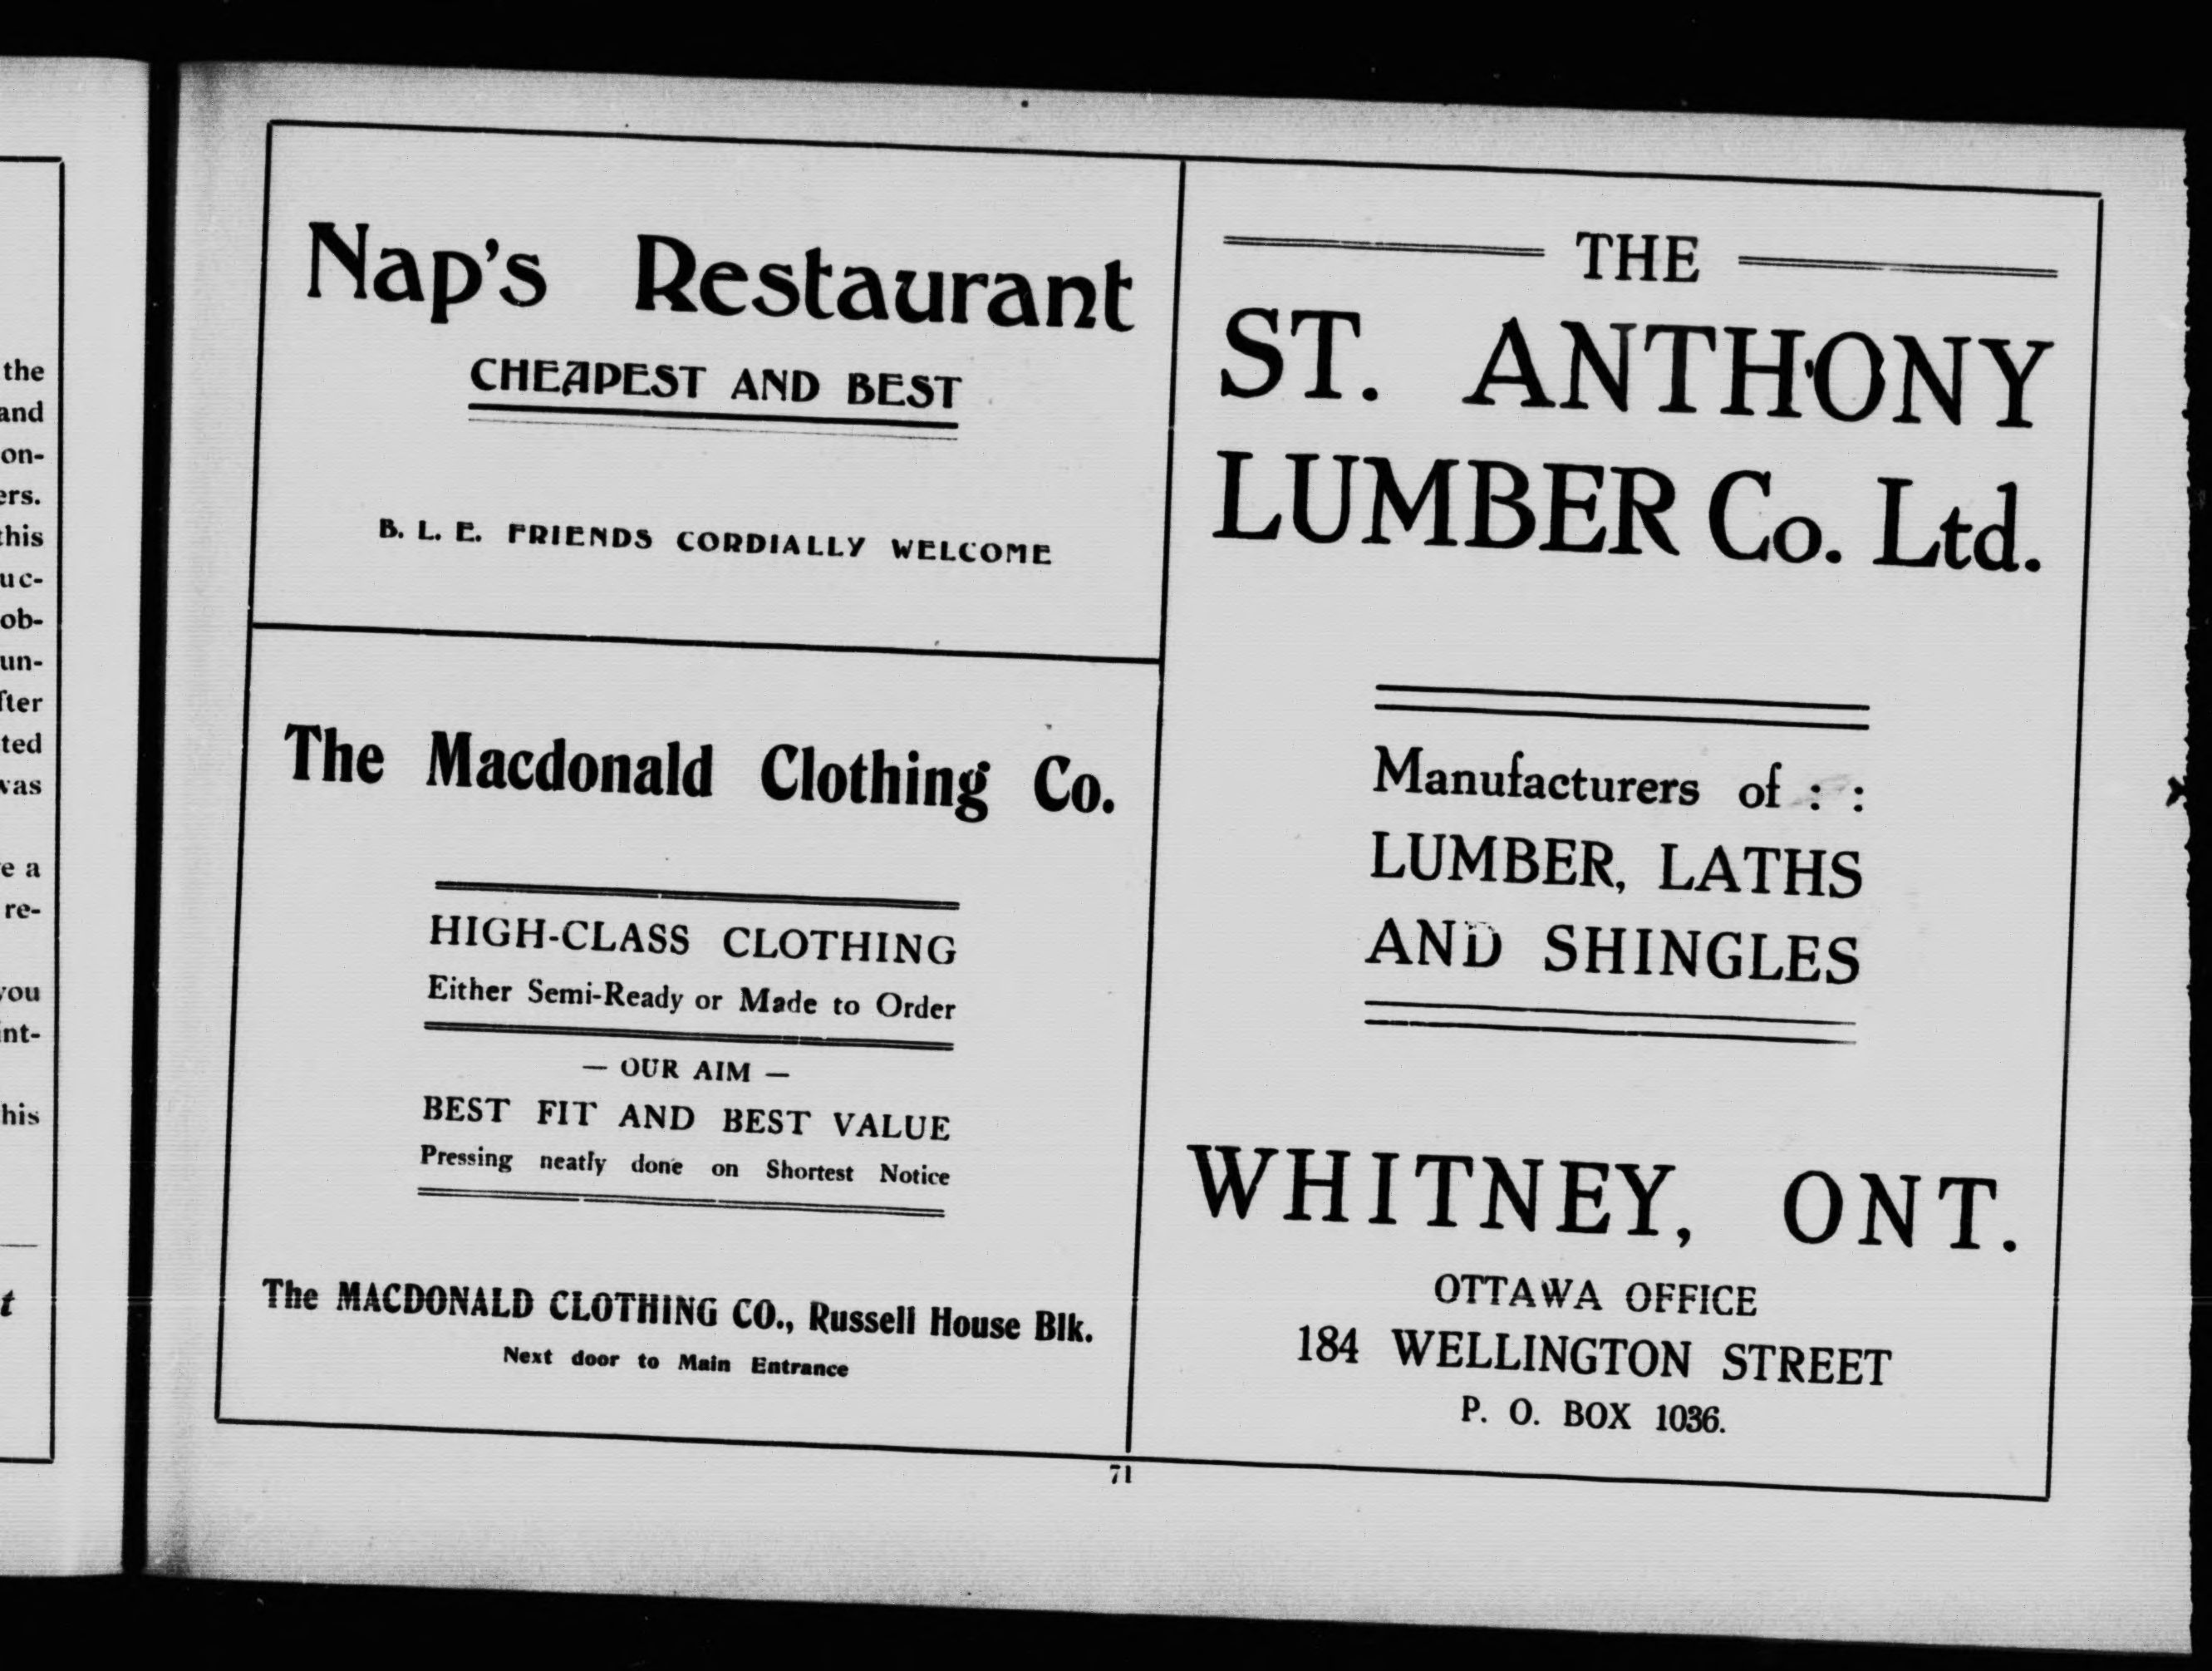 the
and
on-
ers.
this
uc-
ob-
un-
fter
ted
was
e a
re-
you
int-
his
t
Nap's Restaurant
CHEAPEST AND BEST
B. L. E. FRIENDS CORDIALLY WELCOME
The Macdonald Clothing Co.
HIGH-CLASS CLOTHING
Either Semi-Ready or Made to Order
— OUR AIM —
BEST FIT AND BEST VALUE
Pressing neatly done on Shortest Notice
The MACDONALD CLOTHING CO., Russell House Blk.
Next door to Main Entrance
THE
ST. ANTHONY
LUMBER Co. Ltd.
Manufacturers of : :
LUMBER, LATHS
AND SHINGLES
WHITNEY, ONT.
OTTAWA OFFICE
184 WELLINGTON STREET
P. O. BOX 1036.
71